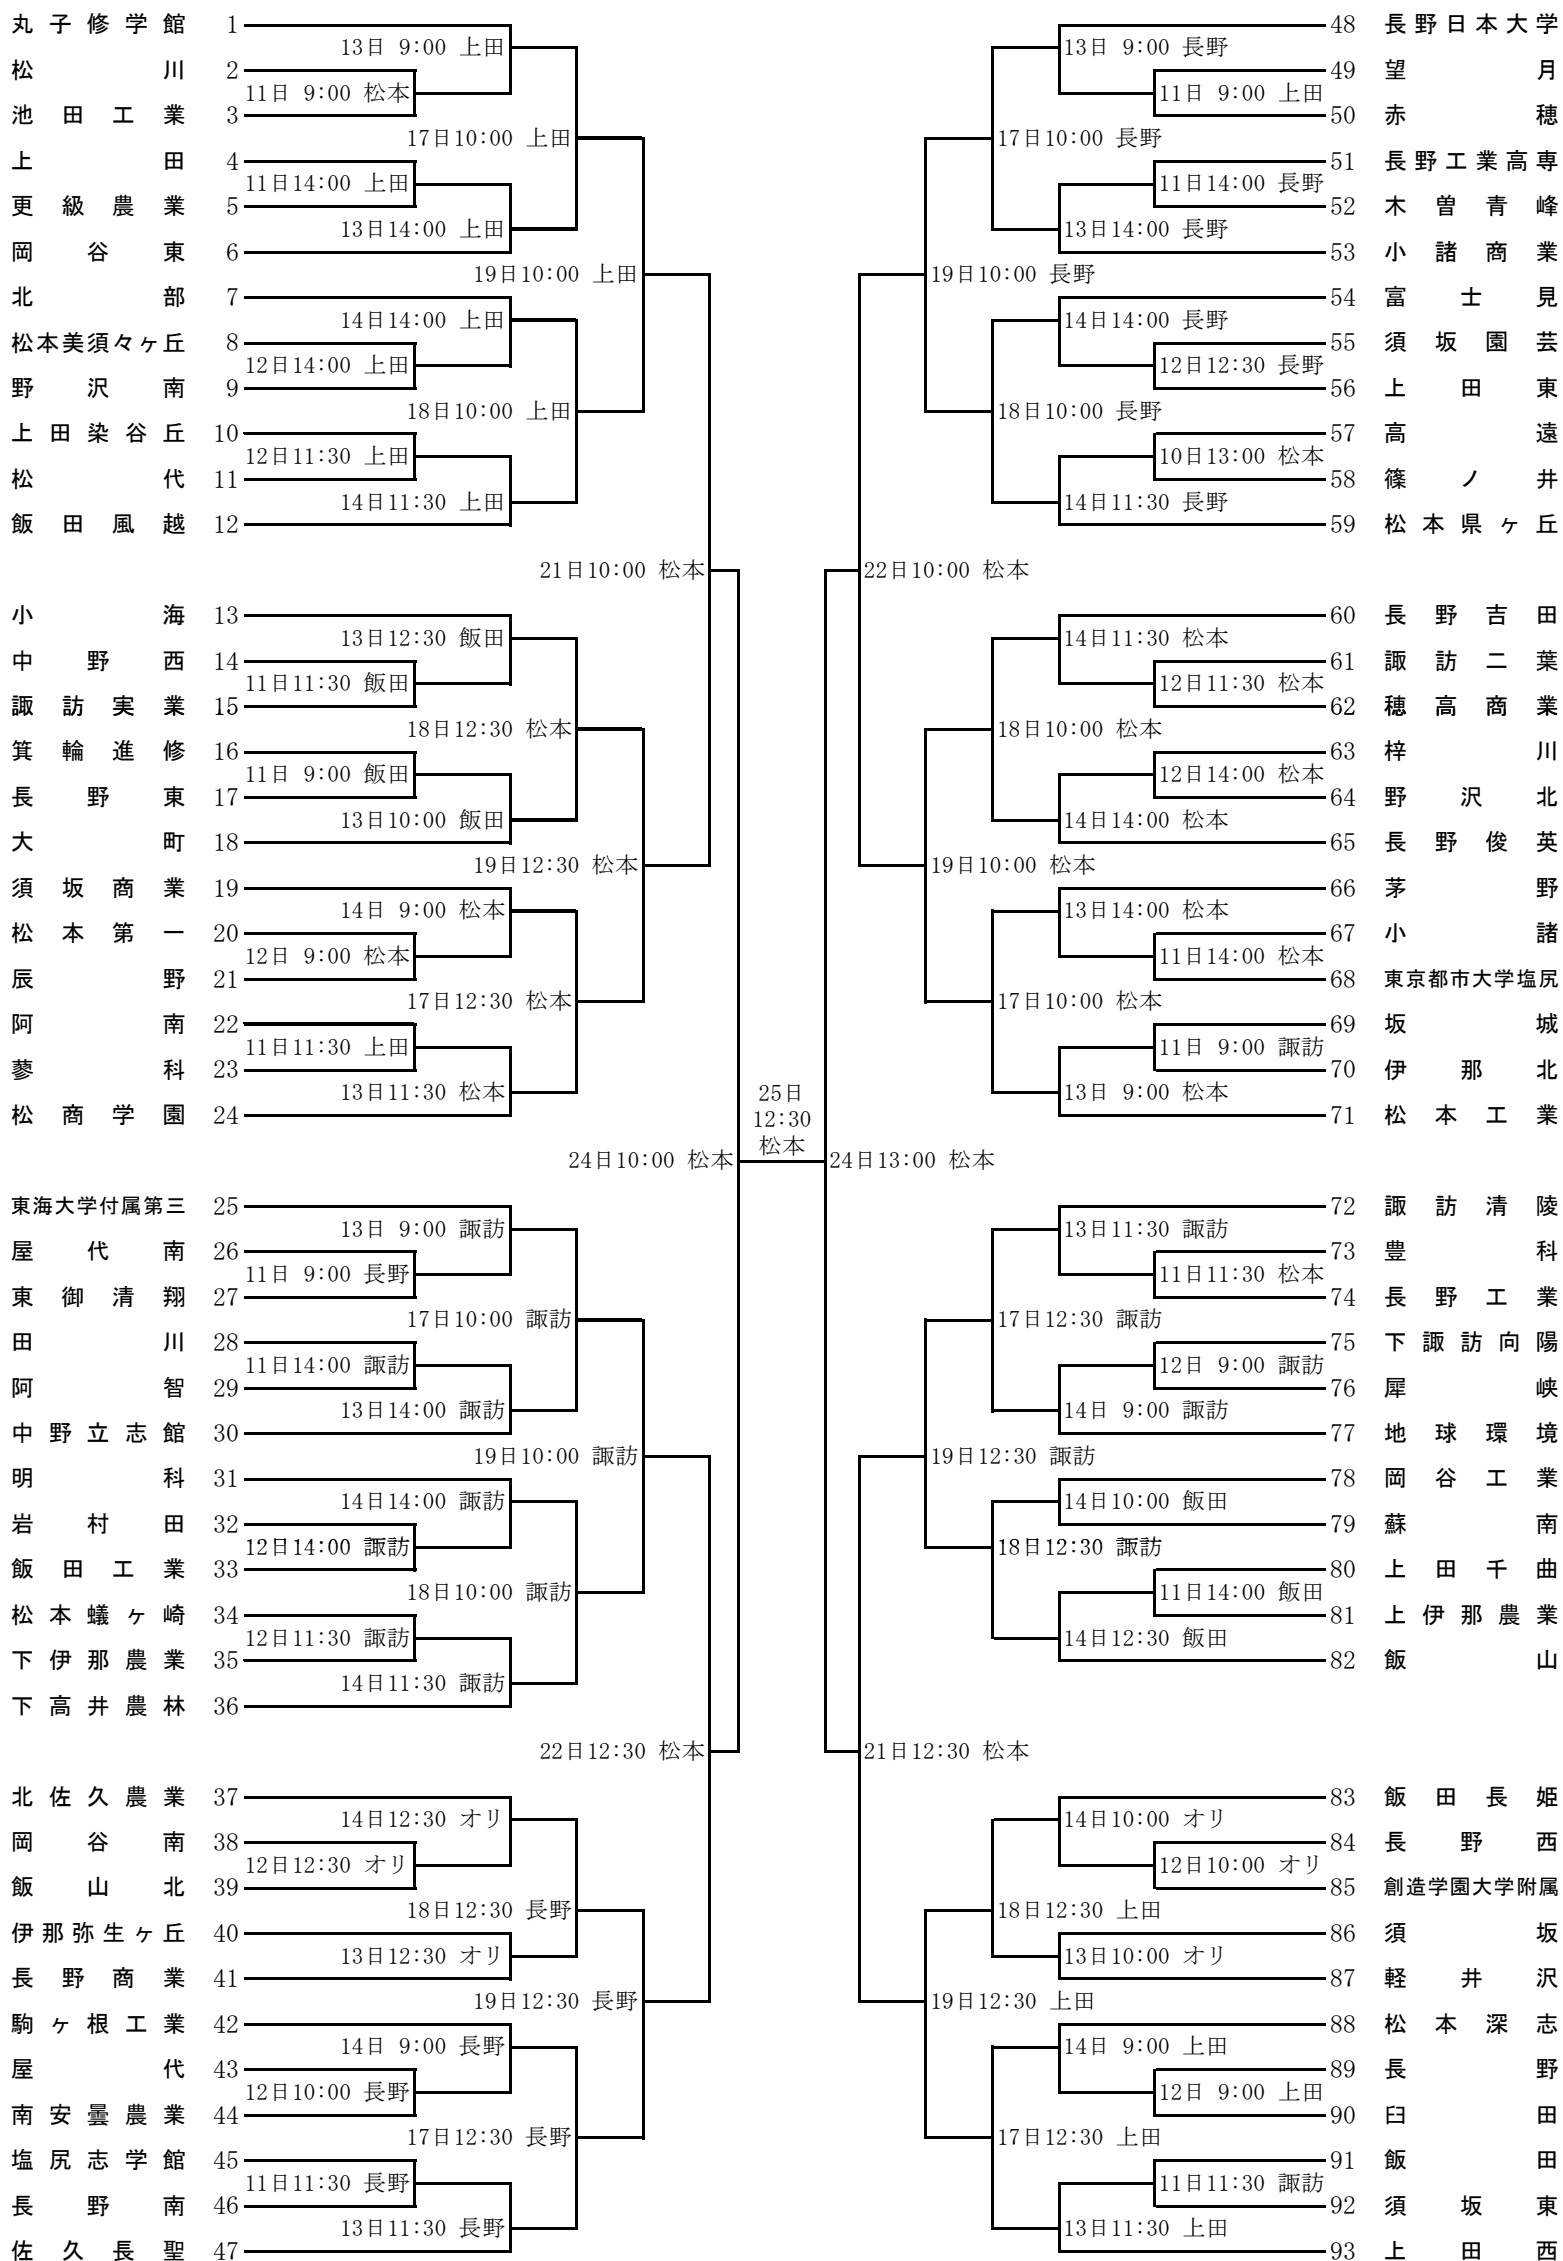 丸子修学館 1
13日 9:00 上田
松川 2
11日 9:00 松本
池田工業 3
17日10:00 上田
上田 4
11日14:00 上田
更級農業 5
13日14:00 上田
岡谷東 6
19日10:00 上田
北部 7
14日14:00 上田
松本美須々ヶ丘 8
12日14:00 上田
野沢南 9
18日10:00 上田
上田染谷丘 10
12日11:30 上田
松代 11
14日11:30 上田
飯田風越 12
21日10:00 松本
小海 13
13日12:30 飯田
中野西 14
11日11:30 飯田
諏訪実業 15
18日12:30 松本
箕輪進修 16
11日 9:00 飯田
長野東 17
13日10:00 飯田
大町 18
19日12:30 松本
須坂商業 19
14日 9:00 松本
松本第一 20
12日 9:00 松本
辰野 21
17日12:30 松本
阿南 22
11日11:30 上田
蓼科 23
13日11:30 松本
松商学園 24
24日10:00 松本
東海大学付属第三 25
13日 9:00 諏訪
屋代南 26
11日 9:00 長野
東御清翔 27
17日10:00 諏訪
田川 28
11日14:00 諏訪
阿智 29
13日14:00 諏訪
中野立志館 30
19日10:00 諏訪
明科 31
14日14:00 諏訪
岩村田 32
12日14:00 諏訪
飯田工業 33
18日10:00 諏訪
松本蟻ヶ崎 34
12日11:30 諏訪
下伊那農業 35
14日11:30 諏訪
下高井農林 36
22日12:30 松本
北佐久農業 37
14日12:30 オリ
岡谷南 38
12日12:30 オリ
飯山北 39
18日12:30 長野
伊那弥生ヶ丘 40
13日12:30 オリ
長野商業 41
19日12:30 長野
駒ヶ根工業 42
14日 9:00 長野
屋代 43
12日10:00 長野
南安曇農業 44
17日12:30 長野
塩尻志学館 45
11日11:30 長野
長野南 46
13日11:30 長野
佐久長聖 47
25日
12:30
松本
48 長野日本大学
13日 9:00 長野
49 望月
11日 9:00 上田
50 赤穂
17日10:00 長野
51 長野工業高専
11日14:00 長野
52 木曽青峰
13日14:00 長野
53 小諸商業
19日10:00 長野
54 富士見
14日14:00 長野
55 須坂園芸
12日12:30 長野
56 上田東
18日10:00 長野
57 高遠
10日13:00 松本
58 篠ノ井
14日11:30 長野
59 松本県ヶ丘
22日10:00 松本
60 長野吉田
14日11:30 松本
61 諏訪二葉
12日11:30 松本
62 穂高商業
18日10:00 松本
63 梓川
12日14:00 松本
64 野沢北
14日14:00 松本
65 長野俊英
19日10:00 松本
66 茅野
13日14:00 松本
67 小諸
11日14:00 松本
68 東京都市大学塩尻
17日10:00 松本
69 坂城
11日 9:00 諏訪
70 伊那北
13日 9:00 松本
71 松本工業
24日13:00 松本
72 諏訪清陵
13日11:30 諏訪
73 豊科
11日11:30 松本
74 長野工業
17日12:30 諏訪
75 下諏訪向陽
12日 9:00 諏訪
76 犀峡
14日 9:00 諏訪
77 地球環境
19日12:30 諏訪
78 岡谷工業
14日10:00 飯田
79 蘇南
18日12:30 諏訪
80 上田千曲
11日14:00 飯田
81 上伊那農業
14日12:30 飯田
82 飯山
21日12:30 松本
83 飯田長姫
14日10:00 オリ
84 長野西
12日10:00 オリ
85 創造学園大学附属
18日12:30 上田
86 須坂
13日10:00 オリ
87 軽井沢
19日12:30 上田
88 松本深志
14日 9:00 上田
89 長野
12日 9:00 上田
90 臼田
17日12:30 上田
91 飯田
11日11:30 諏訪
92 須坂東
13日11:30 上田
93 上田西